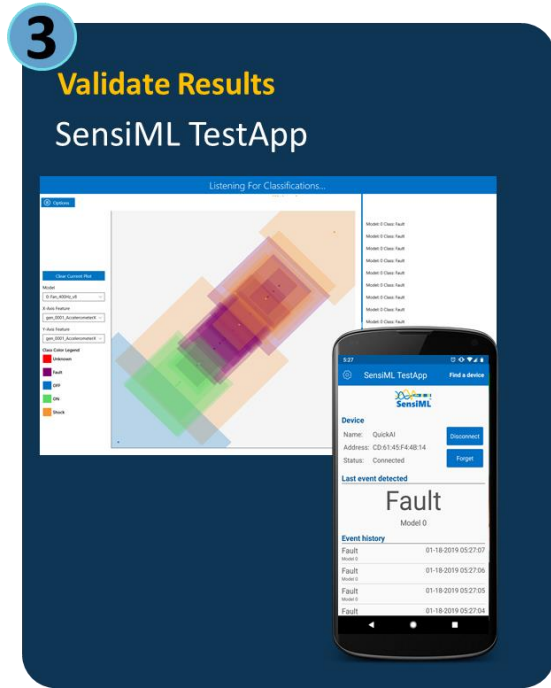 3
Validate Results
SensiML TestApp
Listening For Classifications...
Options
Clear Current Plot
Model
0-Fan_400Hz_v8
X-Axis Feature
gen_0001_AccelerometerX
Y-Axis Feature
gen_0001_AccelerometerX
Class Color Legend
Unknown
Fault
OFF
ON
Shock
Model 0 Class: Fault
Model 0 Class: Fault
Model 0 Class: Fault
Model 0 Class: Fault
Model 0 Class: Fault
Model 0 Class: Fault
Model 0 Class: Fault
Model 0 Class: Fault
Model 0 Class: Fault
5:27
SensiML TestApp Find a device
SensiML
Device
Name: QuickAI
Disconnect
Address: CD:61:45:F4:4B:14
Status: Connected
Forget
Last event detected
Fault
Model 0
Event history
Fault 01-18-2019 05:27:07
Model 0
Fault 01-18-2019 05:27:06
Model 0
Fault 01-18-2019 05:27:05
Model 0
Fault 01-18-2019 05:27:04